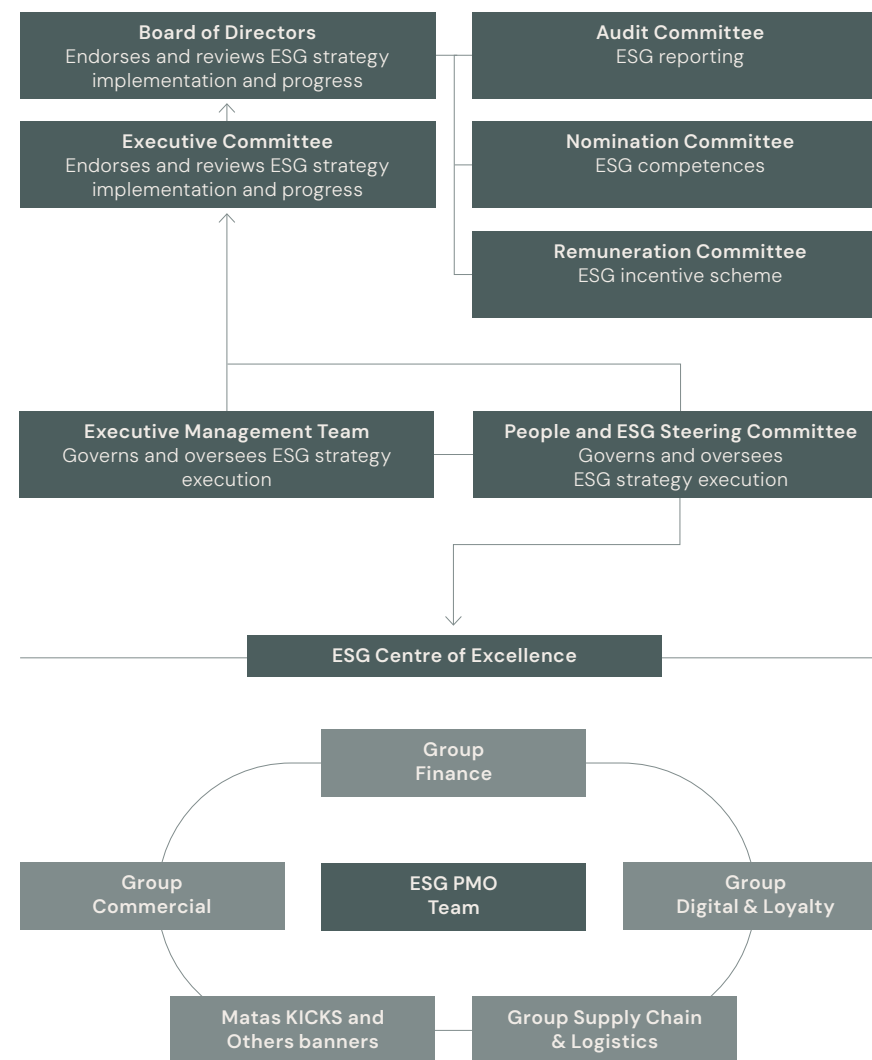 Board of Directors
Endorses and reviews ESG strategy
implementation and progress
Audit Committee
ESG reporting
Executive Committee
Endorses and reviews ESG strategy
implementation and progress
Nomination Committee
ESG competences
Remuneration Committee
ESG incentive scheme
Executive Management Team
Governs and oversees ESG strategy
execution
People and ESG Steering Committee
Governs and oversees
ESG strategy execution
ESG Centre of Excellence
Group
Finance
Group
Commercial
ESG PMO
Team
Group
Digital & Loyalty
Matas KICKS and
Others banners
Group Supply Chain
& Logistics